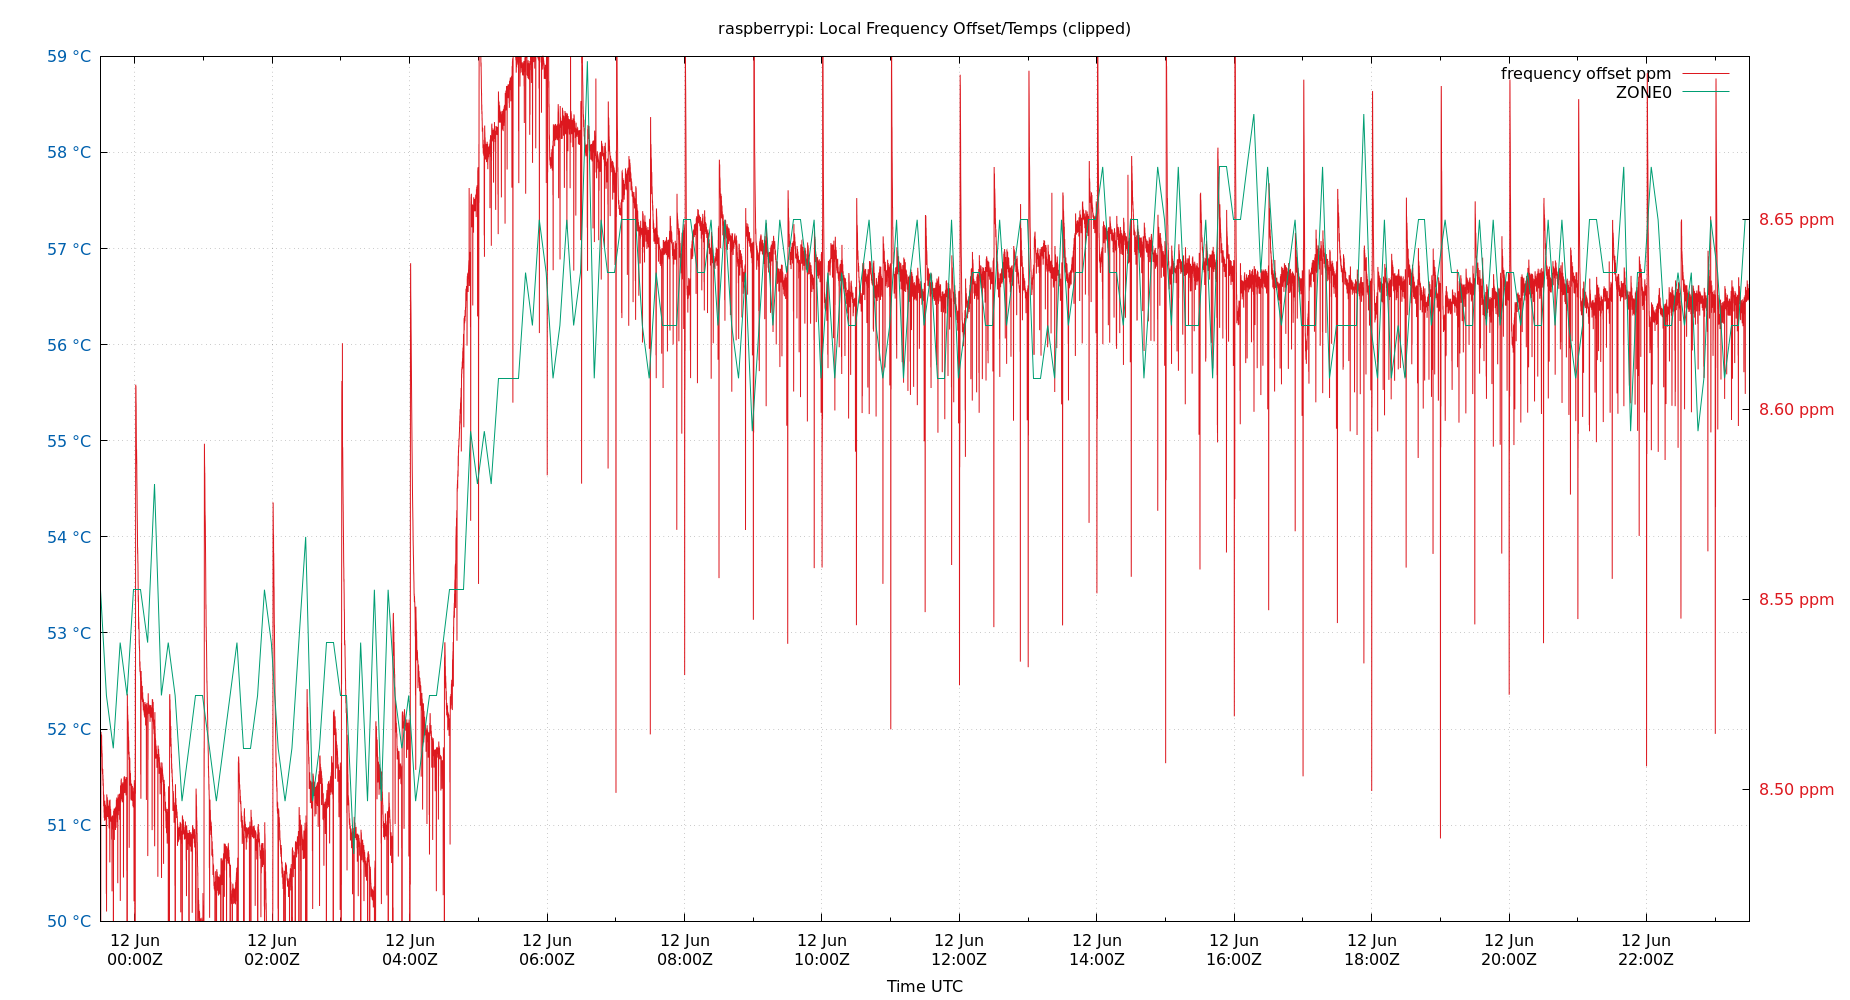 raspberrypi: Local Frequency Offset/Temps (clipped)
59 °C
58 °C
57 °C
56 °C
55 °C
54 °C
53 °C
52 °C
51 °C
50 °C
frequency offset ppm
ZONE0
8.65 ppm
8.60 ppm
8.55 ppm
8.50 ppm
12 Jun 12 Jun 12 Jun 12 Jun 12 Jun 12 Jun 12 Jun 12 Jun 12 Jun 12 Jun 12 Jun 12 Jun
00:00Z 02:00Z 04:00Z 06:00Z 08:00Z 10:00Z 12:00Z 14:00Z 16:00Z 18:00Z 20:00Z 22:00Z
Time UTC